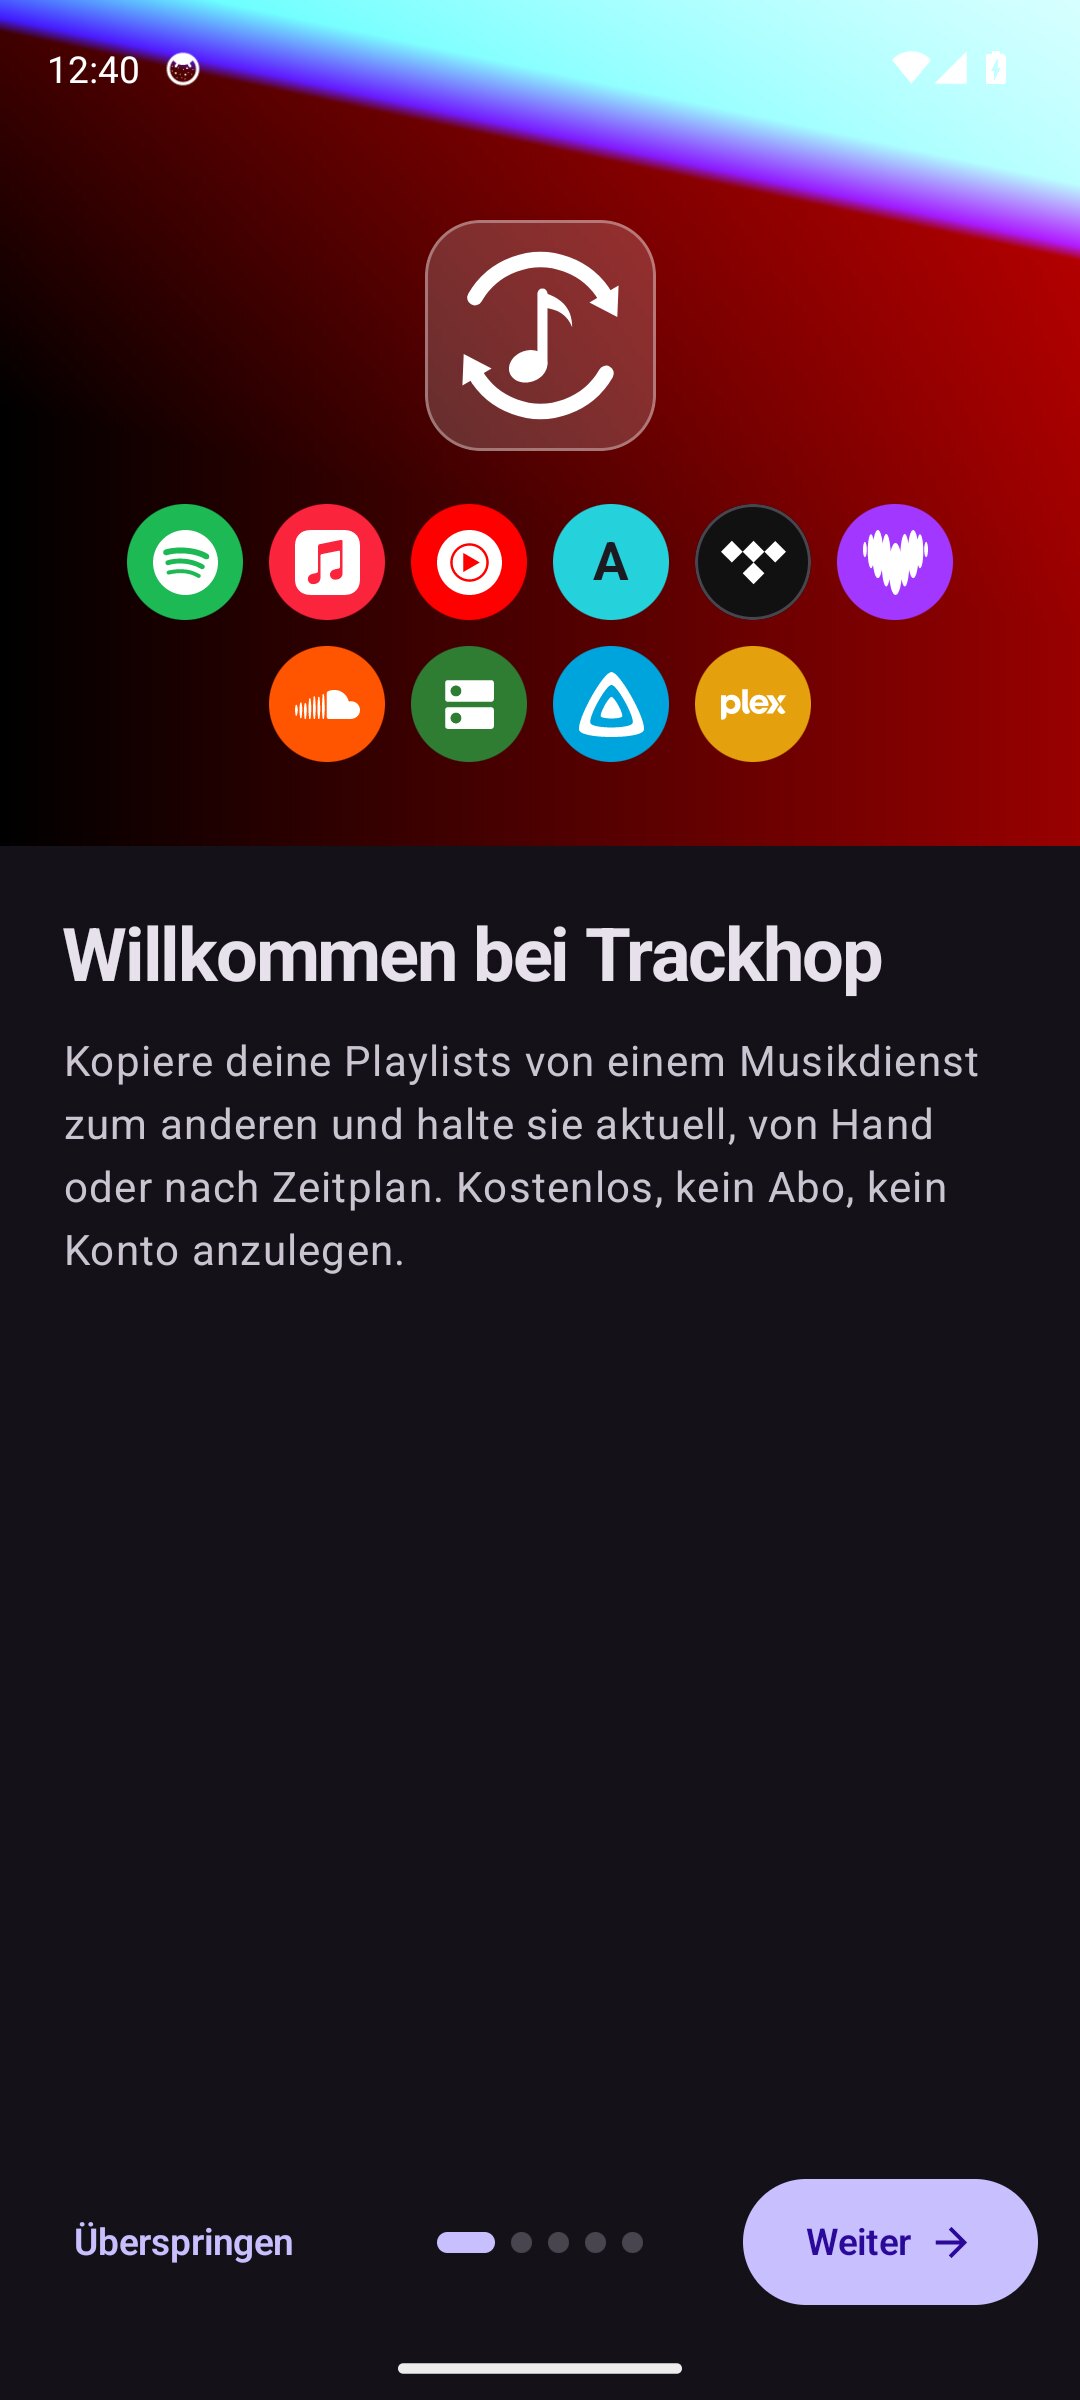 12:40
A
plex
Willkommen bei Trackhop
Kopiere deine Playlists von einem Musikdienst
zum anderen und halte sie aktuell, von Hand
oder nach Zeitplan. Kostenlos, kein Abo, kein
Konto anzulegen.
Überspringen
Weiter